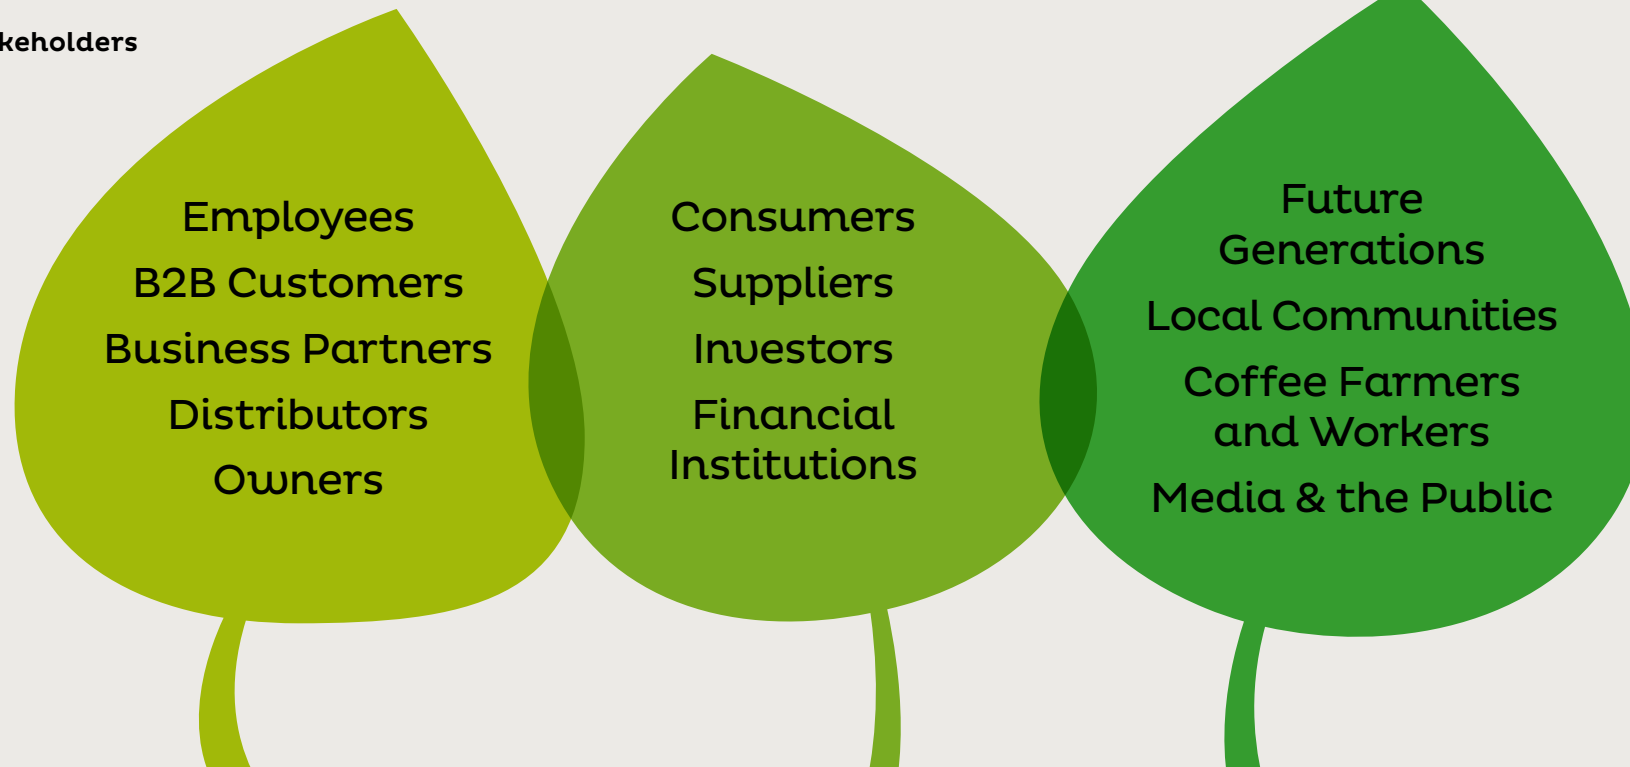 keholders
Employees
B2B Customers
Business Partners
Distributors
Owners
Consumers
Suppliers
Investors
Financial
Institutions
Future
Generations
Local Communities
Coffee Farmers
and Workers
Media & the Public